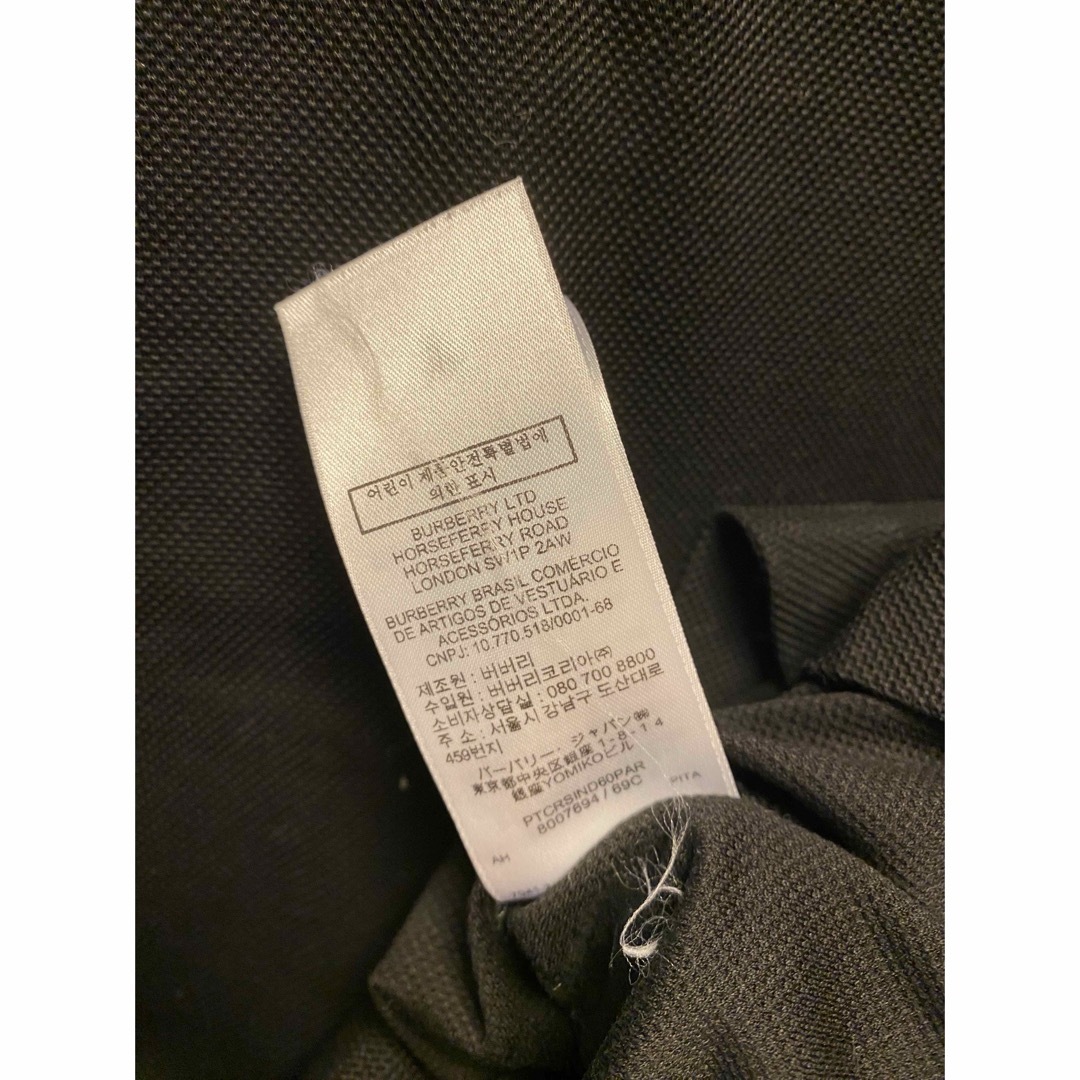 어린이 제품 안전특별법에
의한 표시
BURBERRY LTD
HORSEFERRY HOUSE
HORSEFERRY ROAD
LONDON SW1P 2AW
BURBERRY BRASIL COMÉRCIO
DE ARTIGOS DE VESTUÁRIO E
ACESSÓRIOS LTDA.
CNPJ: 10.770.518/0001-68
제조원 : 버버리
수입원 : 버버리코리아㈜
소비자상담실 : 080 700 8800
주 소 : 서울시 강남구 도산대로
459번지
バーバリー・ジャパン㈱
東京都中央区銀座1-8-14
銀座YOMIKOビル
PTCRSIND60PAR
8007694 / 69C
PITA
AH